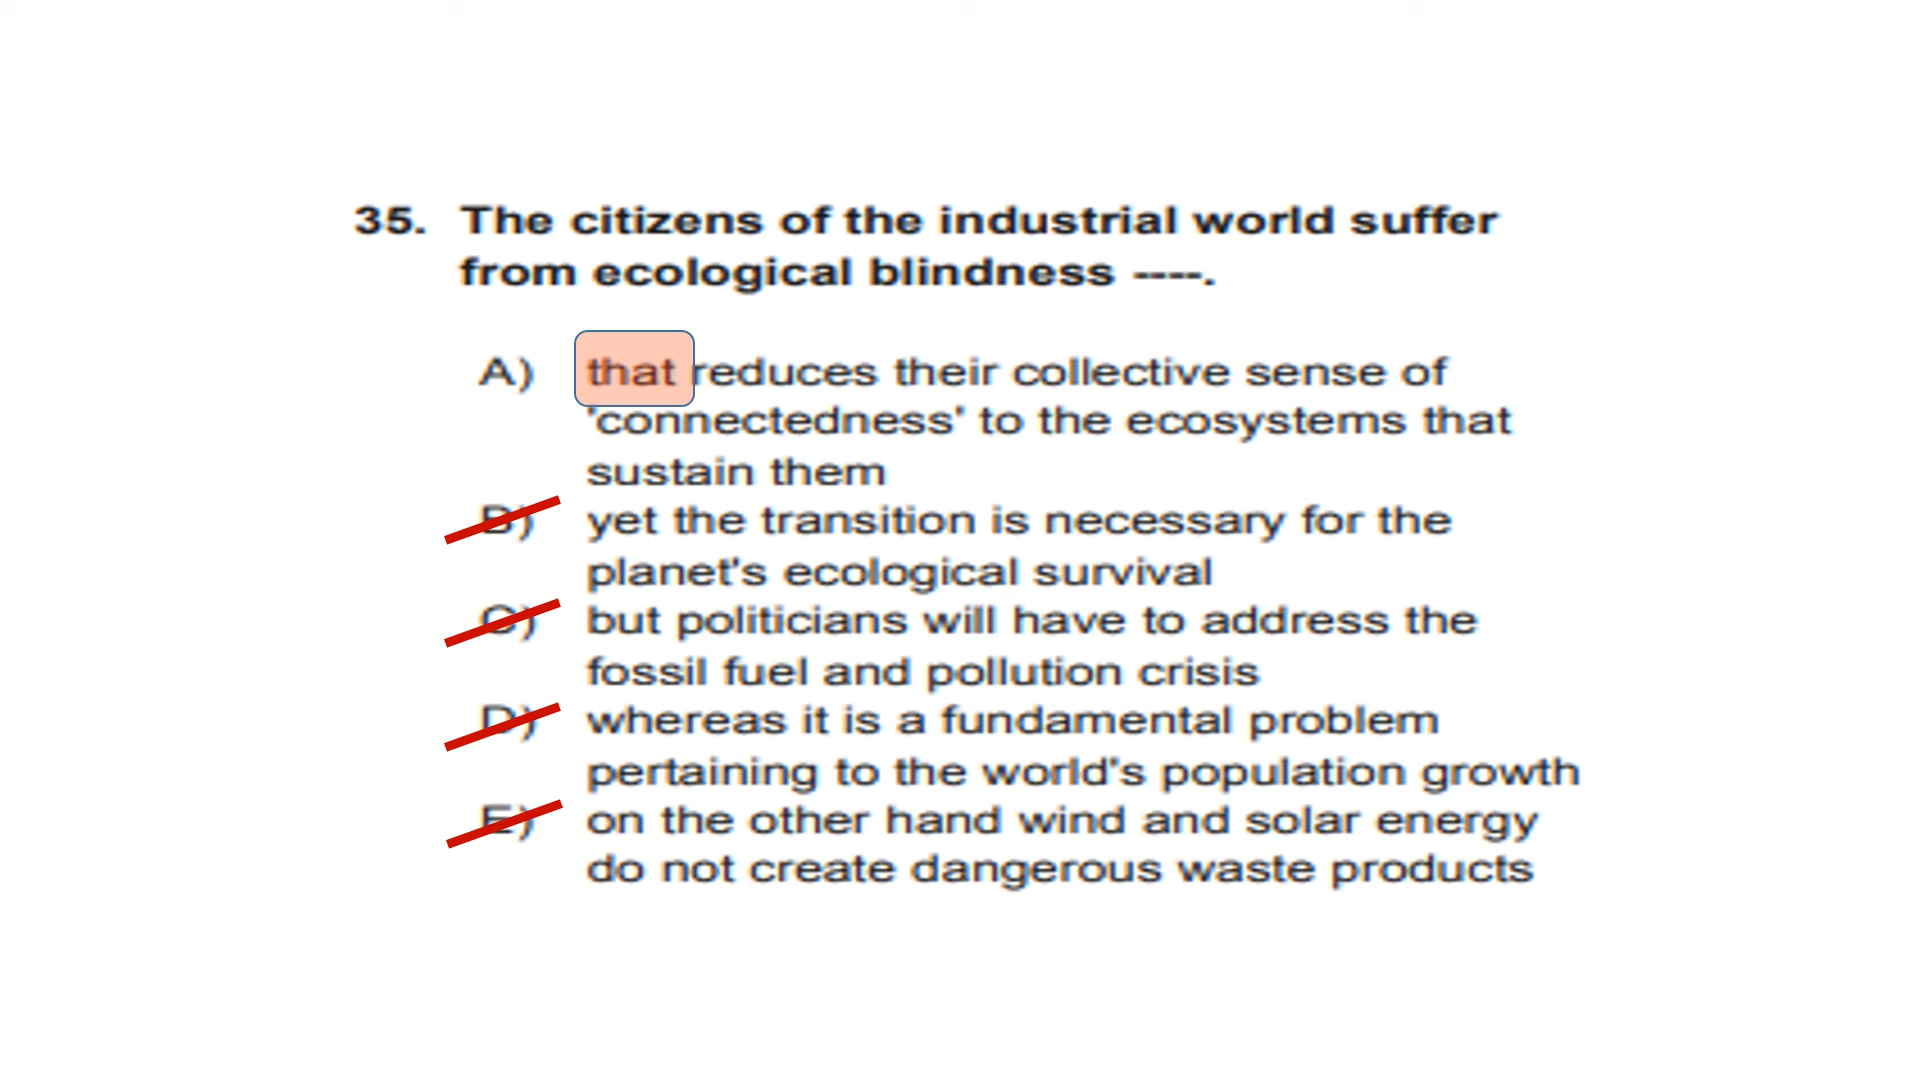 35. The citizens of the industrial world suffer
from ecological blindness ----.
A) that reduces their collective sense of
'connectedness' to the ecosystems that
sustain them
B) yet the transition is necessary for the
planet's ecological survival
C) but politicians will have to address the
fossil fuel and pollution crisis
D) whereas it is a fundamental problem
pertaining to the world's population growth
E) on the other hand wind and solar energy
do not create dangerous waste products